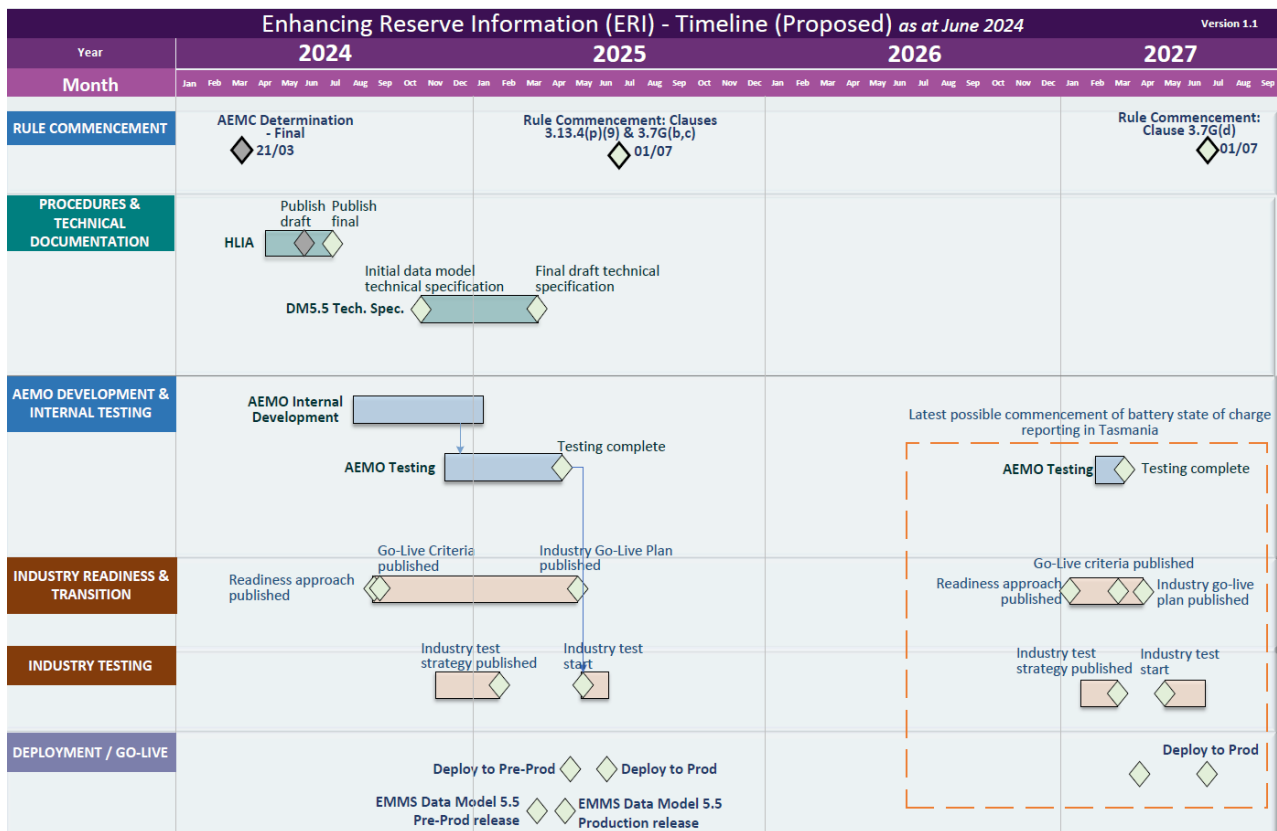 Enhancing Reserve Information (ERI) - Timeline (Proposed) as at June 2024
Version 1.1
Year
2024
2025
2026
2027
Month
Jan Feb Mar Apr May Jun Jul Aug Sep Oct Nov Dec Jan Feb Mar Apr May Jun Jul Aug Sep Oct Nov Dec Jan Feb Mar Apr May Jun Jul Aug Sep Oct Nov Dec Jan Feb Mar Apr May Jun Jul Aug Sep
RULE COMMENCEMENT
AEMC Determination
- Final
21/03
Rule Commencement: Clauses
3.13.4(p)(9) & 3.7G(b,c)
01/07
Rule Commencement:
Clause 3.7G(d)
01/07
PROCEDURES &
TECHNICAL
DOCUMENTATION
Publish
draft
Publish
final
HLIA
Initial data model
technical specification
Final draft technical
specification
DM5.5 Tech. Spec.
AEMO DEVELOPMENT &
INTERNAL TESTING
AEMO Internal
Development
AEMO Testing
Testing complete
Latest possible commencement of battery state of charge
reporting in Tasmania
AEMO Testing
Testing complete
INDUSTRY READINESS &
TRANSITION
Readiness approach
published
Go-Live Criteria
published
Industry Go-Live Plan
published
Go-Live criteria published
Readiness approach
published
Industry go-live
plan published
INDUSTRY TESTING
Industry test
strategy published
Industry test
start
Industry test
strategy published
Industry test
start
DEPLOYMENT / GO-LIVE
Deploy to Pre-Prod
Deploy to Prod
Deploy to Prod
EMMS Data Model 5.5
Pre-Prod release
EMMS Data Model 5.5
Production release